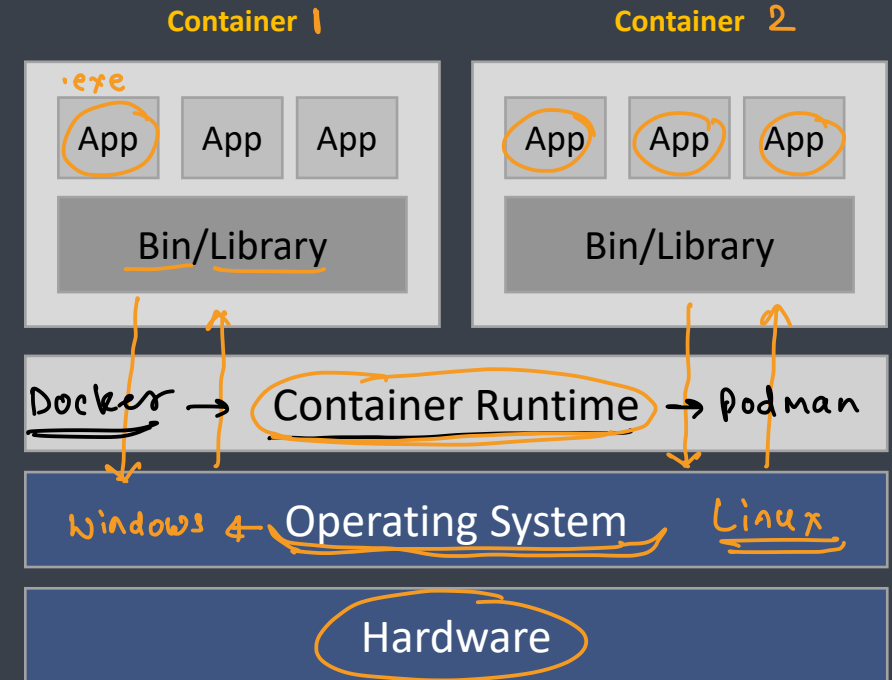 Container 1
Container 2
.exe
App App App
App App App
Bin/Library
Bin/Library
Docker → Container Runtime → Podman
Windows ← Operating System Linux
Hardware